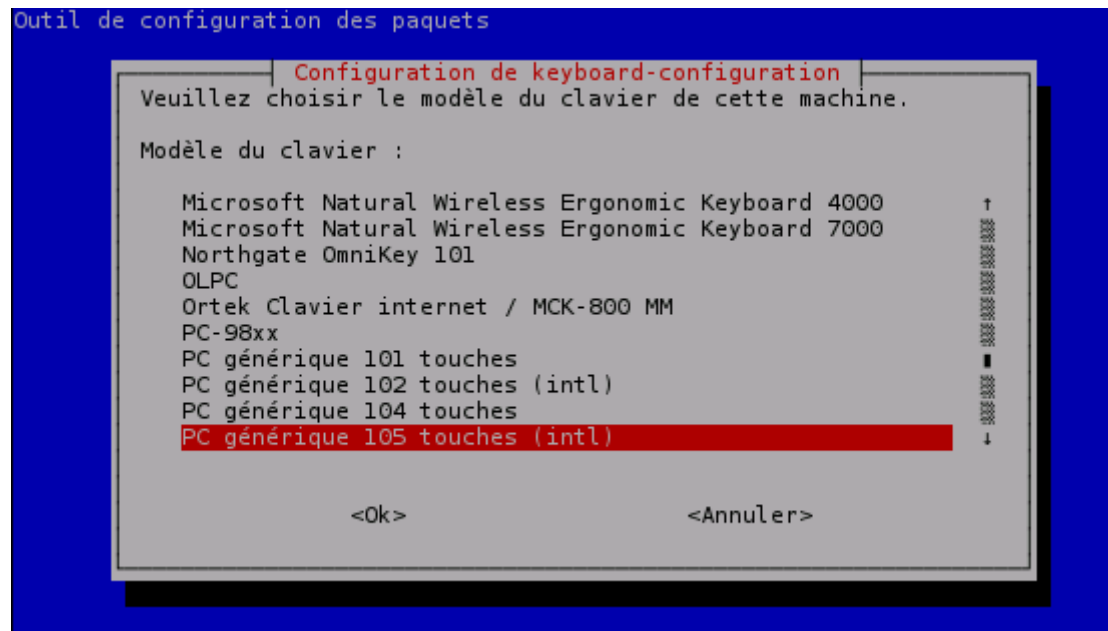 Outil de configuration des paquets
Configuration de keyboard-configuration
Veuillez choisir le modèle du clavier de cette machine.
Modèle du clavier :
Microsoft Natural Wireless Ergonomic Keyboard 4000
Microsoft Natural Wireless Ergonomic Keyboard 7000
Northgate OmniKey 101
OLPC
Ortek Clavier internet / MCK-800 MM
PC-98xx
PC générique 101 touches
PC générique 102 touches (intl)
PC générique 104 touches
PC générique 105 touches (intl)
<Ok> <Annuler>